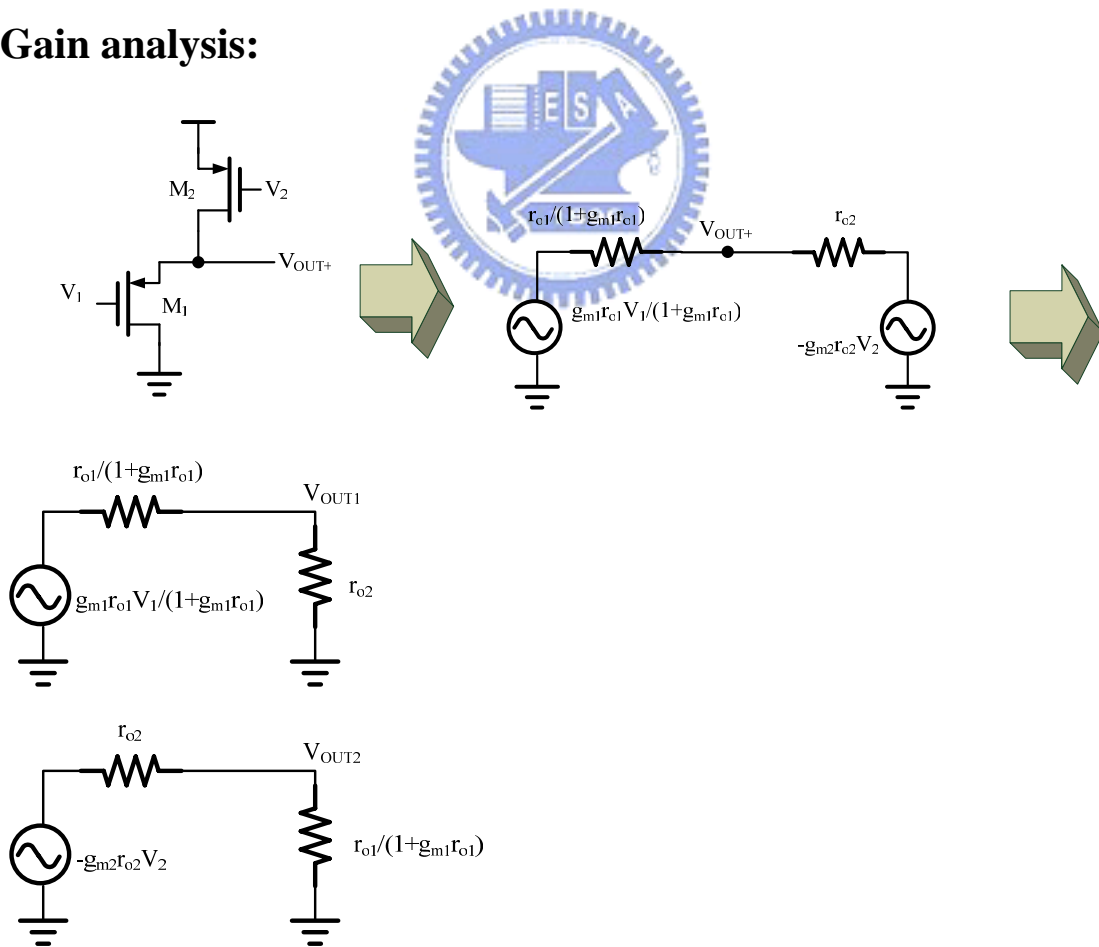 Gain analysis:
E S A
M2
V2
VOUT+
V1
M1
ro1/(1+gm1ro1)
VOUT+
ro2
gm1ro1V1/(1+gm1ro1)
-gm2ro2V2
ro1/(1+gm1ro1)
VOUT1
gm1ro1V1/(1+gm1ro1)
ro2
ro2
VOUT2
-gm2ro2V2
ro1/(1+gm1ro1)